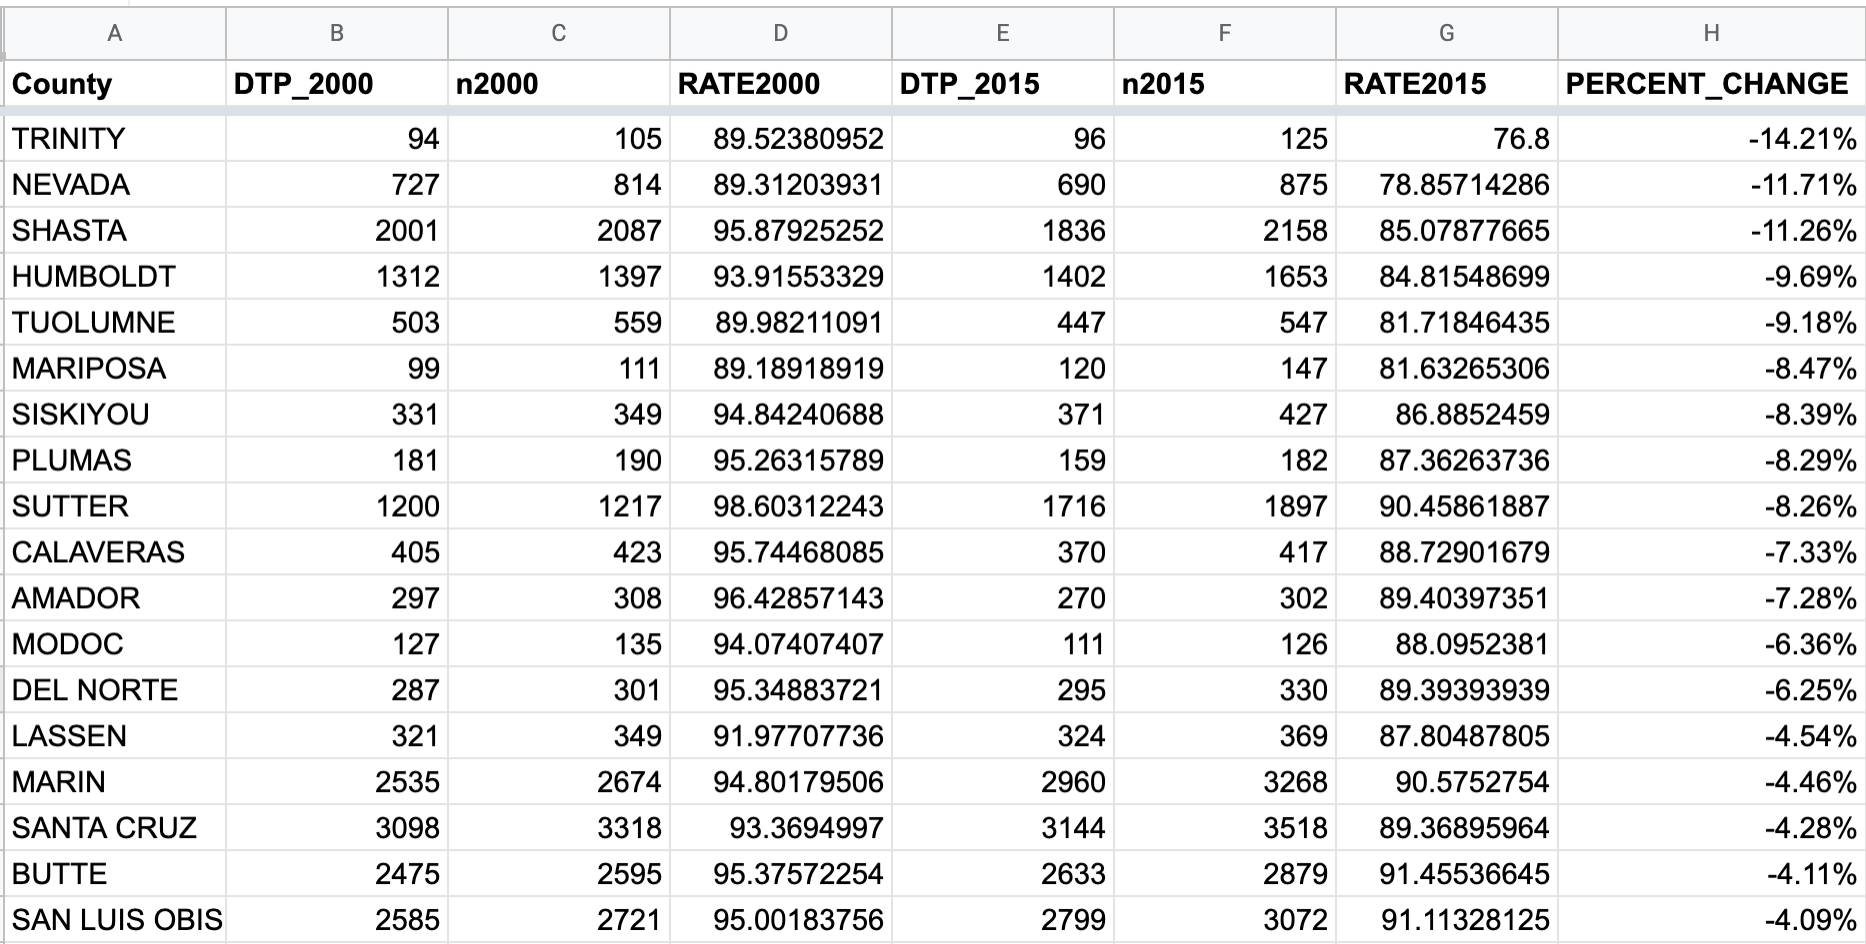 A B C D E F G H
County DTP_2000 n2000 RATE2000 DTP_2015 n2015 RATE2015 PERCENT_CHANGE
TRINITY 94 105 89.52380952 96 125 76.8 -14.21%
NEVADA 727 814 89.31203931 690 875 78.85714286 -11.71%
SHASTA 2001 2087 95.87925252 1836 2158 85.07877665 -11.26%
HUMBOLDT 1312 1397 93.91553329 1402 1653 84.81548699 -9.69%
TUOLUMNE 503 559 89.98211091 447 547 81.71846435 -9.18%
MARIPOSA 99 111 89.18918919 120 147 81.63265306 -8.47%
SISKIYOU 331 349 94.84240688 371 427 86.8852459 -8.39%
PLUMAS 181 190 95.26315789 159 182 87.36263736 -8.29%
SUTTER 1200 1217 98.60312243 1716 1897 90.45861887 -8.26%
CALAVERAS 405 423 95.74468085 370 417 88.72901679 -7.33%
AMADOR 297 308 96.42857143 270 302 89.40397351 -7.28%
MODOC 127 135 94.07407407 111 126 88.0952381 -6.36%
DEL NORTE 287 301 95.34883721 295 330 89.39393939 -6.25%
LASSEN 321 349 91.97707736 324 369 87.80487805 -4.54%
MARIN 2535 2674 94.80179506 2960 3268 90.5752754 -4.46%
SANTA CRUZ 3098 3318 93.3694997 3144 3518 89.36895964 -4.28%
BUTTE 2475 2595 95.37572254 2633 2879 91.45536645 -4.11%
SAN LUIS OBIS 2585 2721 95.00183756 2799 3072 91.11328125 -4.09%